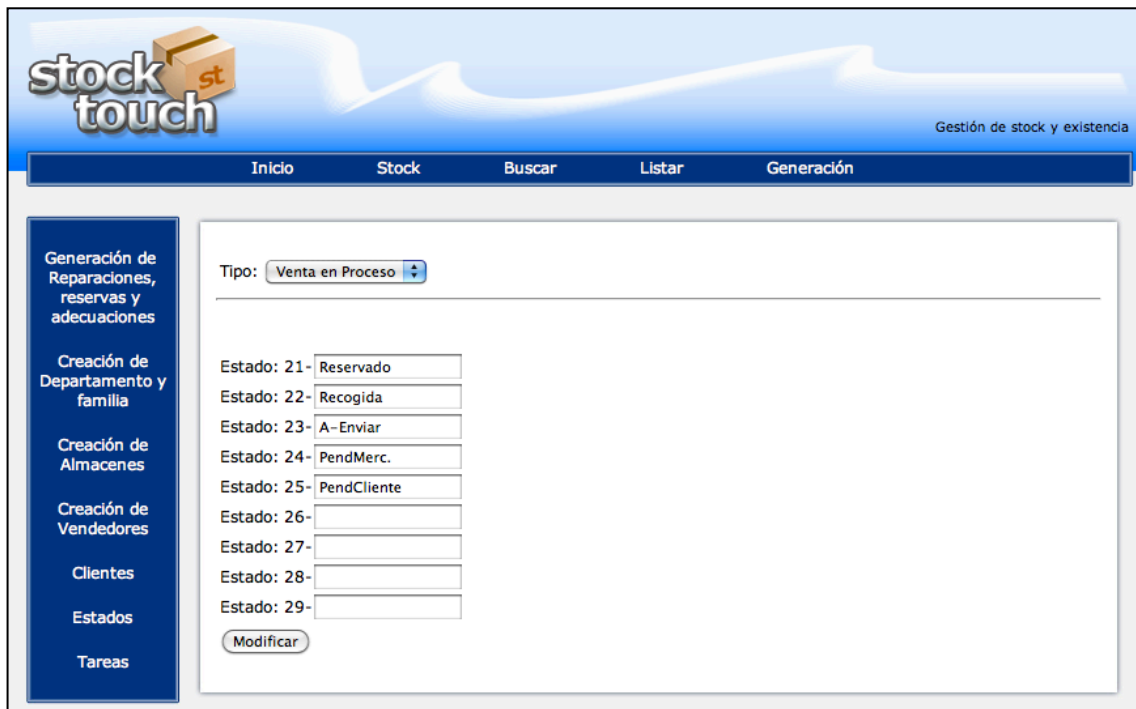 stock
st
touch
Gestión de stock y existencia
Inicio Stock Buscar Listar Generación
Generación de
Reparaciones,
reservas y
adecuaciones
Creación de
Departamento y
familia
Creación de
Almacenes
Creación de
Vendedores
Clientes
Estados
Tareas
Tipo: Venta en Proceso
Estado: 21- Reservado
Estado: 22- Recogida
Estado: 23- A-Enviar
Estado: 24- PendMerc.
Estado: 25- PendCliente
Estado: 26-
Estado: 27-
Estado: 28-
Estado: 29-
Modificar